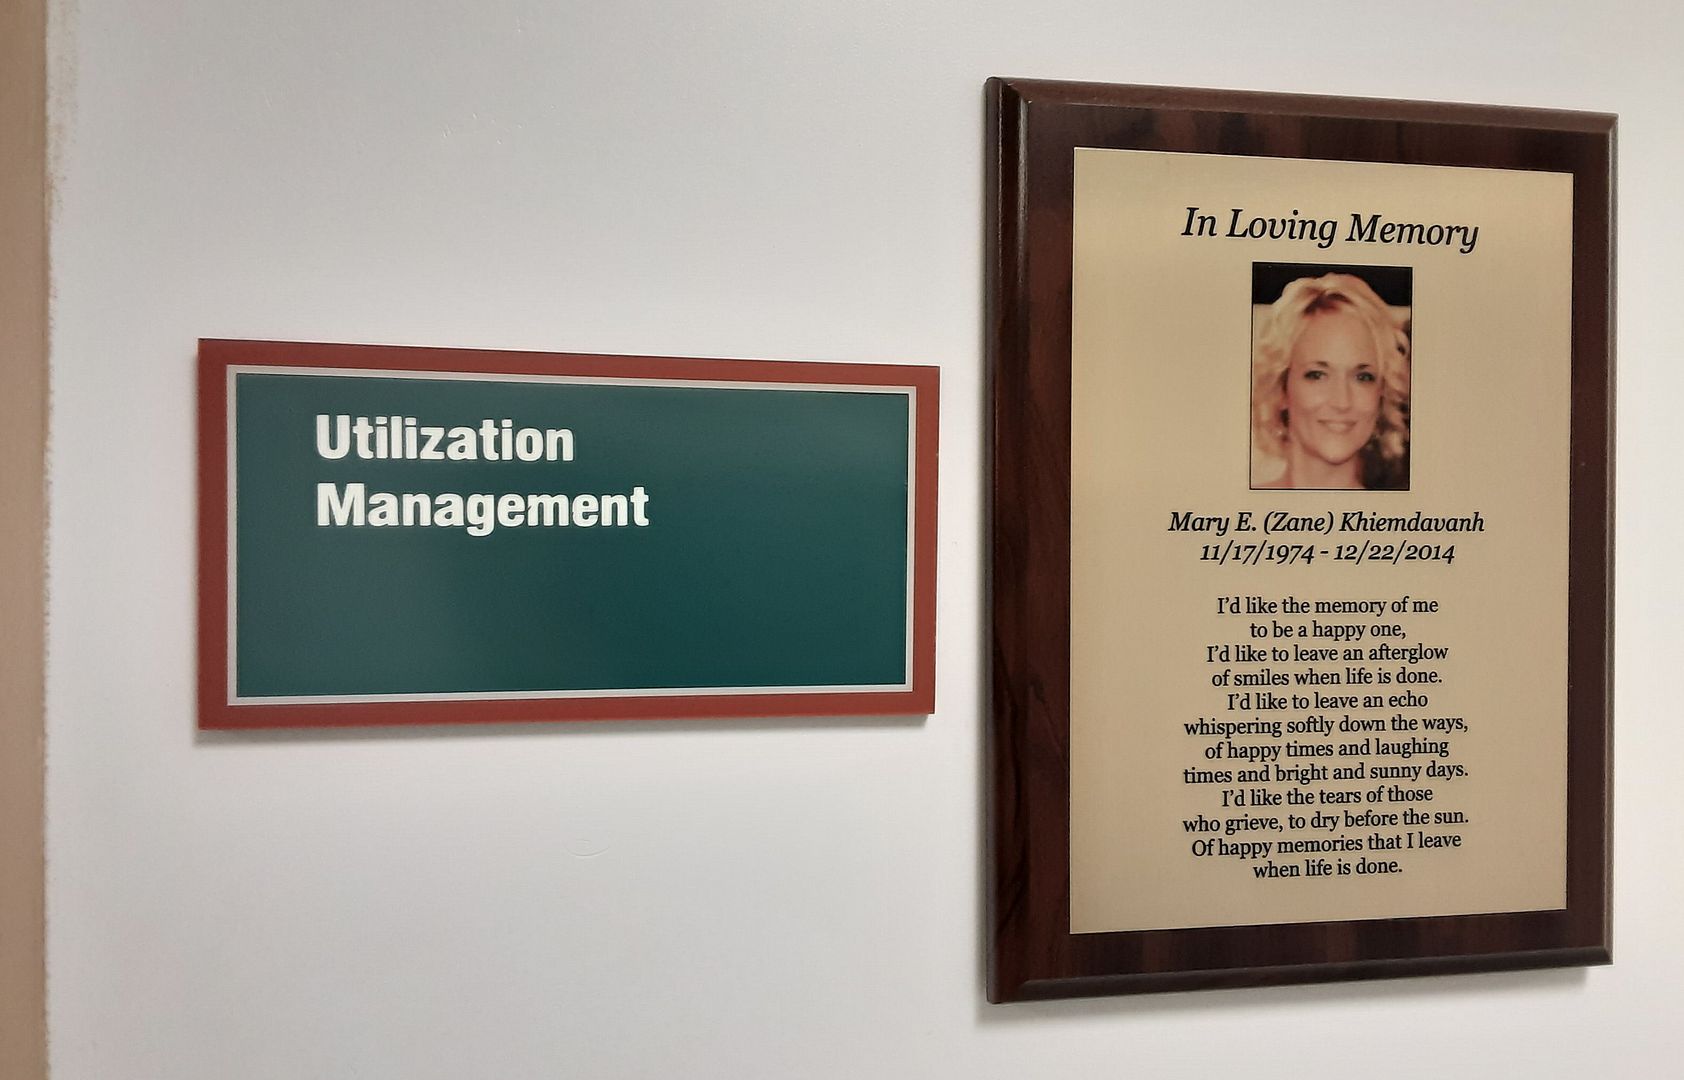 Utilization
Management
In Loving Memory
Mary E. (Zane) Khiemdavanh
11/17/1974 - 12/22/2014
I'd like the memory of me
to be a happy one,
I'd like to leave an afterglow
of smiles when life is done.
I'd like to leave an echo
whispering softly down the ways,
of happy times and laughing
times and bright and sunny days.
I'd like the tears of those
who grieve, to dry before the sun.
Of happy memories that I leave
when life is done.